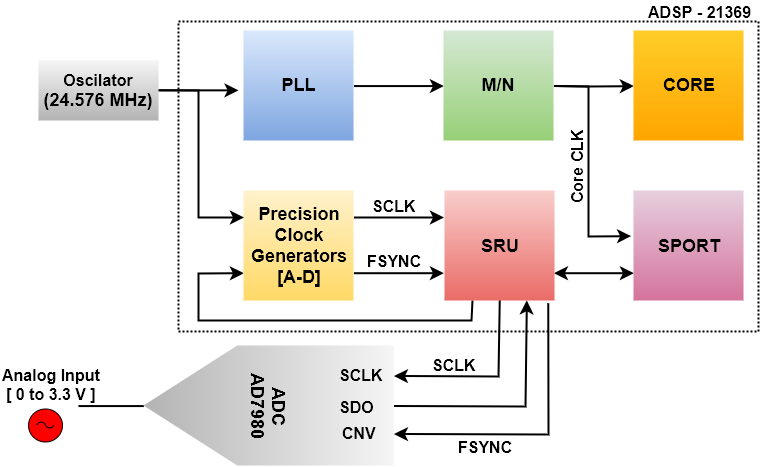 ADSP - 21369
Oscilator
(24.576 MHz)
PLL
M/N
CORE
Core CLK
Precision
Clock
Generators
[A-D]
SCLK
FSYNC
SRU
SPORT
Analog Input
[ 0 to 3.3 V ]
ADC
AD7980
SCLK
SDO
CNV
SCLK
FSYNC